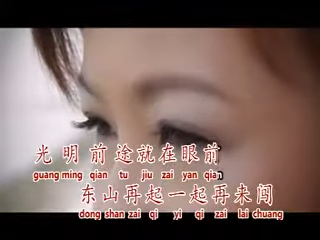 光明前途就在眼前
guang ming qian tu jiu zai yan qian
东山再起一起再来闯
dong shan zai qi yi qi zai lai chuang